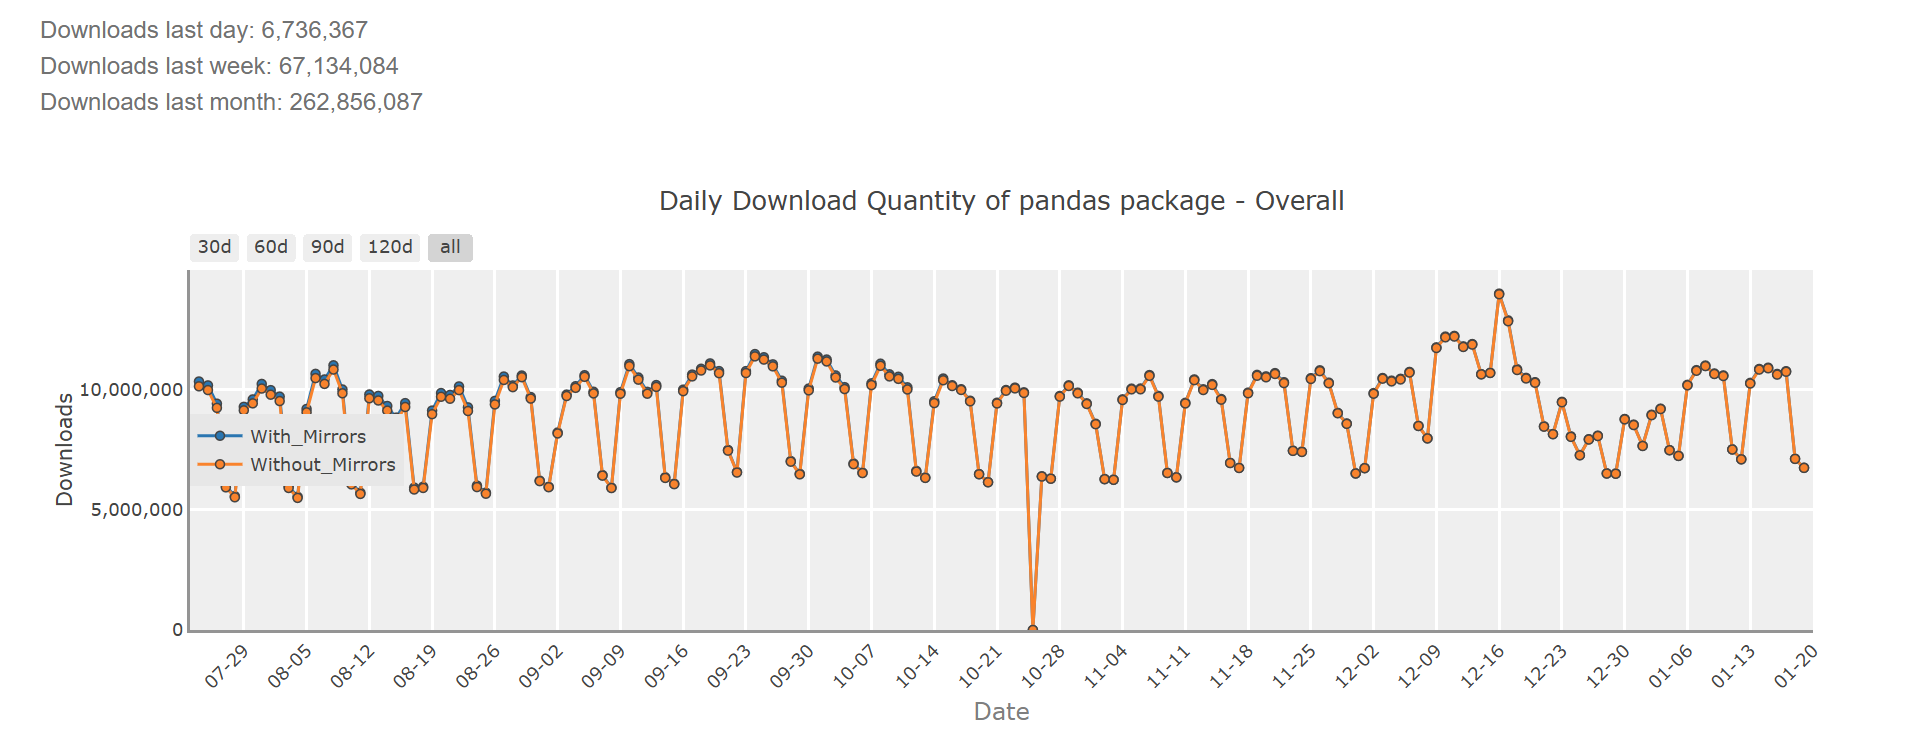 Downloads last day: 6,736,367
Downloads last week: 67,134,084
Downloads last month: 262,856,087
Daily Download Quantity of pandas package - Overall
30d 60d 90d 120d all
Downloads
10,000,000
5,000,000
0
With_Mirrors
Without_Mirrors
07-29 08-05 08-12 08-19 08-26 09-02 09-09 09-16 09-23 09-30 10-07 10-14 10-21 10-28 11-04 11-11 11-18 11-25 12-02 12-09 12-16 12-23 12-30 01-06 01-13 01-20
Date